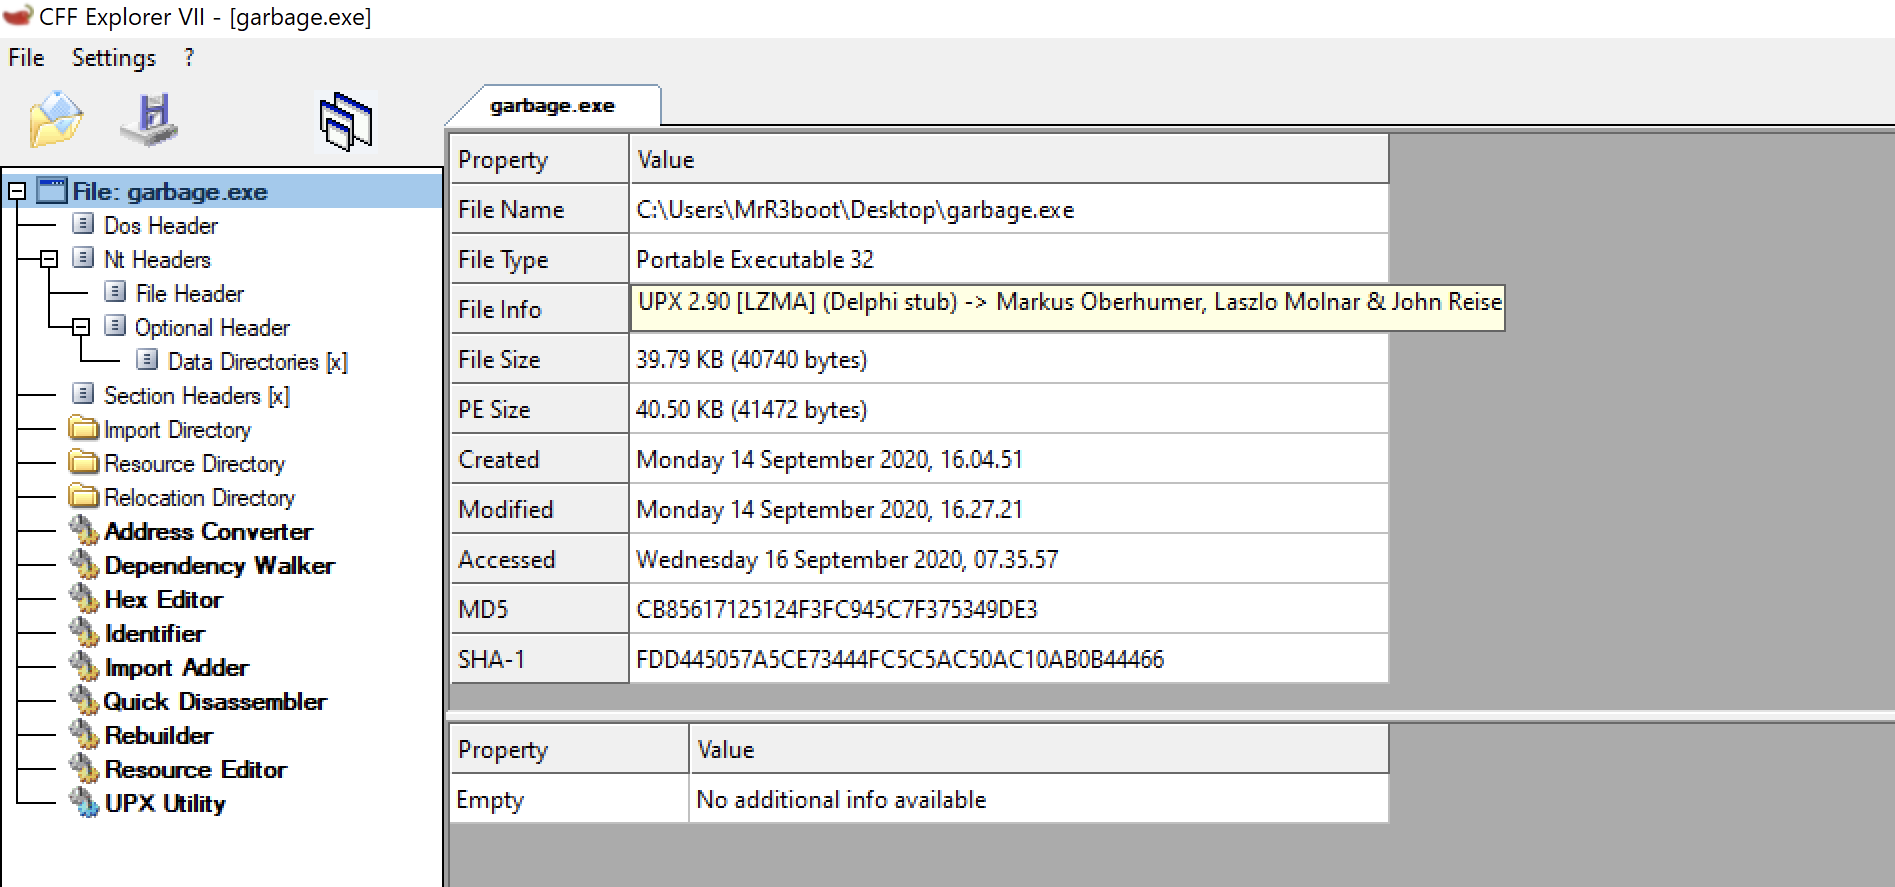 CFF Explorer VII - [garbage.exe]
File Settings ?
garbage.exe
File: garbage.exe
Dos Header
Nt Headers
File Header
Optional Header
Data Directories [x]
Section Headers [x]
Import Directory
Resource Directory
Relocation Directory
Address Converter
Dependency Walker
Hex Editor
Identifier
Import Adder
Quick Disassembler
Rebuilder
Resource Editor
UPX Utility
Property Value
File Name C:\Users\MrR3boot\Desktop\garbage.exe
File Type Portable Executable 32
File Info UPX 2.90 [LZMA] (Delphi stub) -> Markus Oberhumer, Laszlo Molnar & John Reise
File Size 39.79 KB (40740 bytes)
PE Size 40.50 KB (41472 bytes)
Created Monday 14 September 2020, 16.04.51
Modified Monday 14 September 2020, 16.27.21
Accessed Wednesday 16 September 2020, 07.35.57
MD5 CB85617125124F3FC945C7F375349DE3
SHA-1 FDD445057A5CE73444FC5C5AC50AC10AB0B44466
Property Value
Empty No additional info available